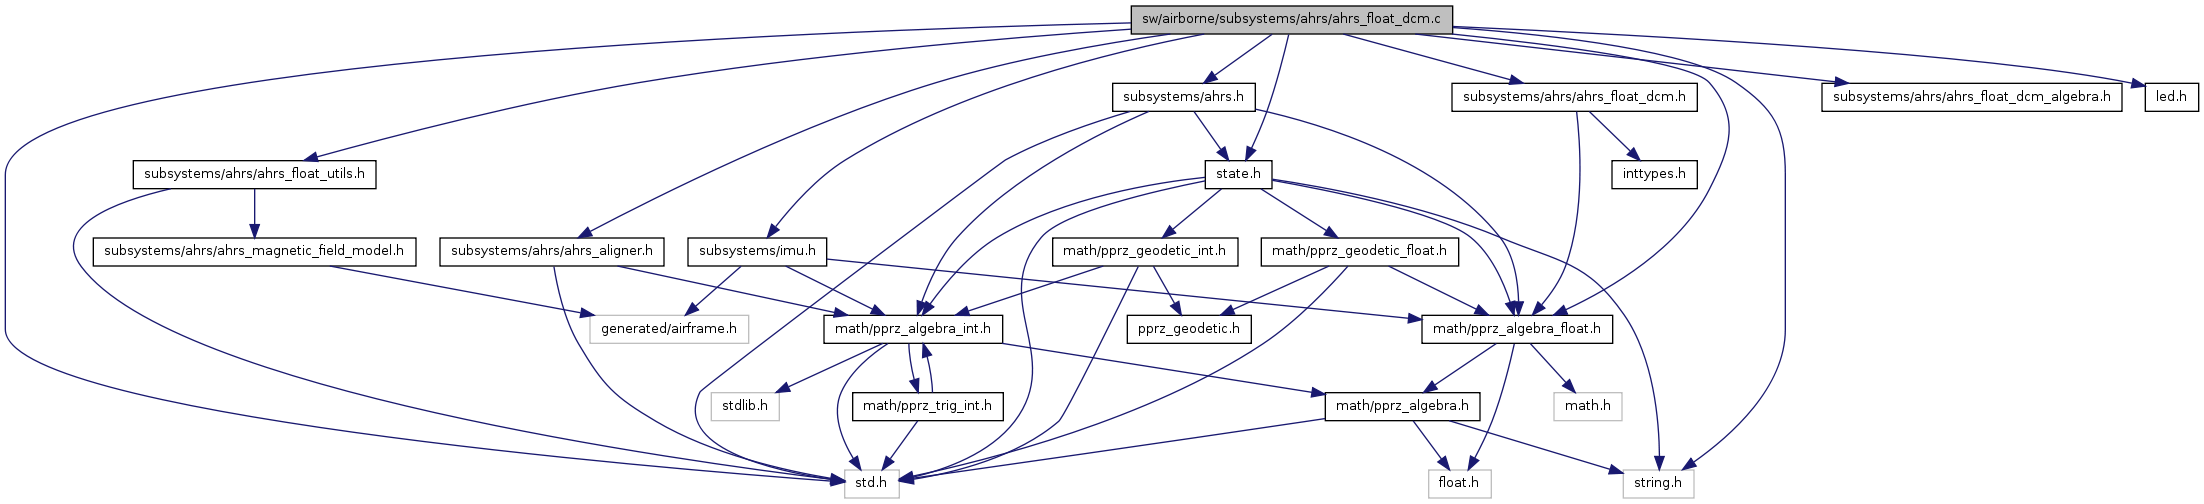 sw/airborne/subsystems/ahrs/ahrs_float_dcm.c
subsystems/ahrs.h
subsystems/ahrs/ahrs_float_dcm.h
subsystems/ahrs/ahrs_float_dcm_algebra.h
led.h
subsystems/ahrs/ahrs_float_utils.h
state.h
inttypes.h
subsystems/ahrs/ahrs_magnetic_field_model.h
subsystems/ahrs/ahrs_aligner.h
subsystems/imu.h
math/pprz_geodetic_int.h
math/pprz_geodetic_float.h
generated/airframe.h
math/pprz_algebra_int.h
pprz_geodetic.h
math/pprz_algebra_float.h
stdlib.h
math/pprz_trig_int.h
math/pprz_algebra.h
math.h
std.h
float.h
string.h